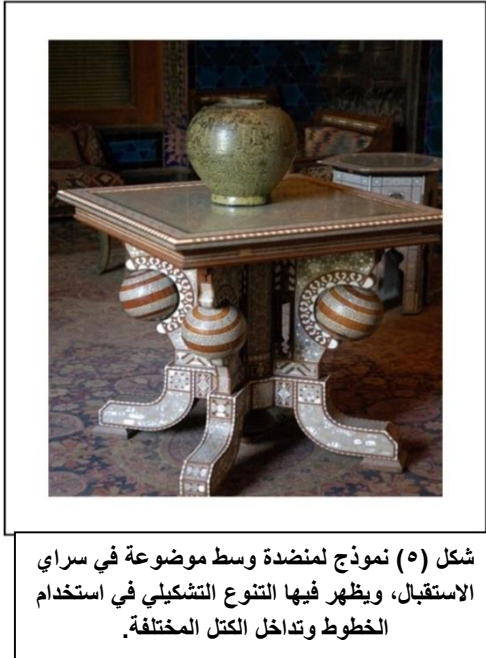 شكل (٥) نموذج لمنضدة وسط موضوعة في سراي
الاستقبال، ويظهر فيها التنوع التشكيلي في استخدام
الخطوط وتداخل الكتل المختلفة.